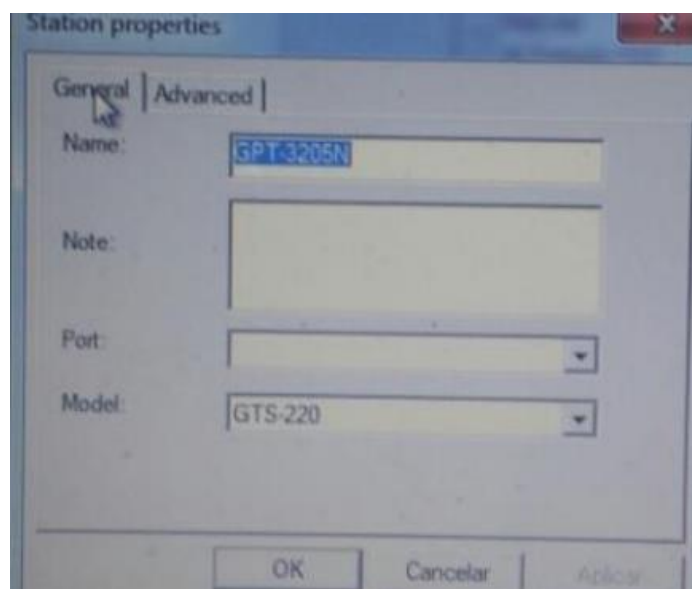 Station properties
General Advanced
Name: GPT-3205N
Note:
Port:
Model: GTS-220
OK Cancelar Aplicar